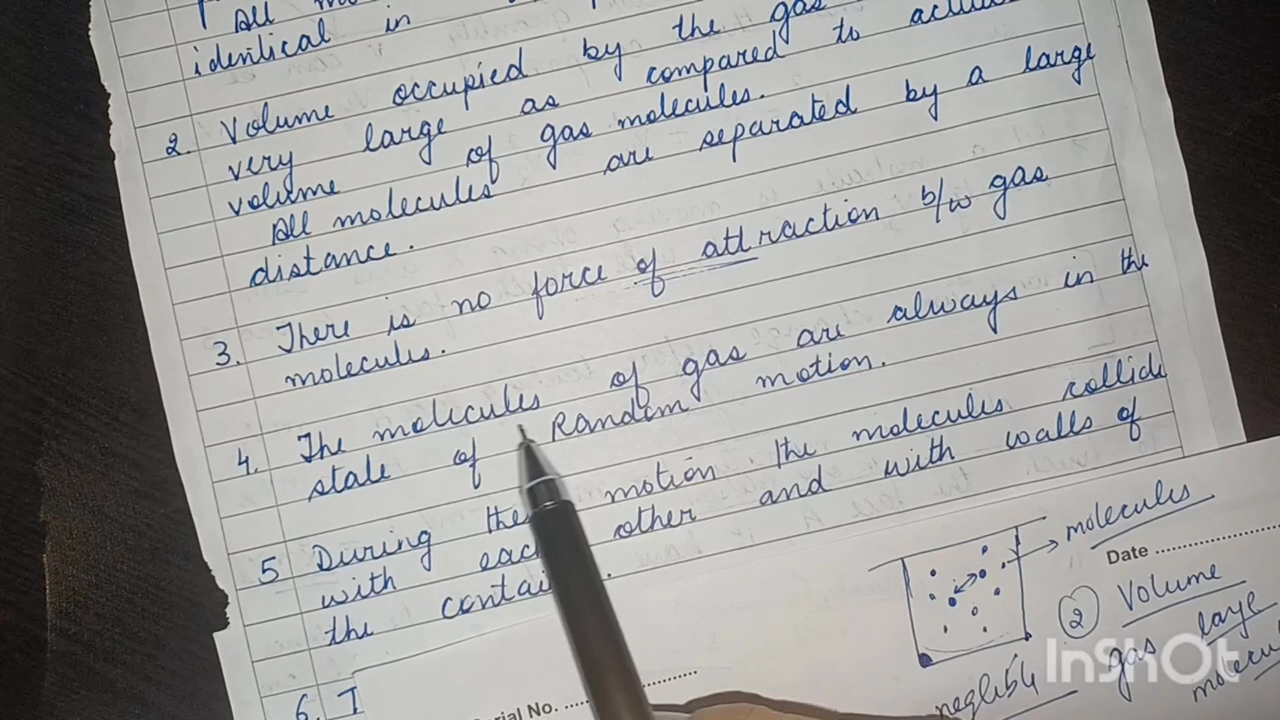 All
identical in
2. Volume occupied by the gas
very large as compared to
volume of gas molecules.
All molecules are separated by a large
distance.
3. There is no force of attraction b/w gas
molecules.
4. The molecules of gas are always in the
state of Random motion.
5 During the motion the molecules collide
with each other and with walls of
the
6. I
molecules
Date
② Volume
gas large
Serial No.
InShOt